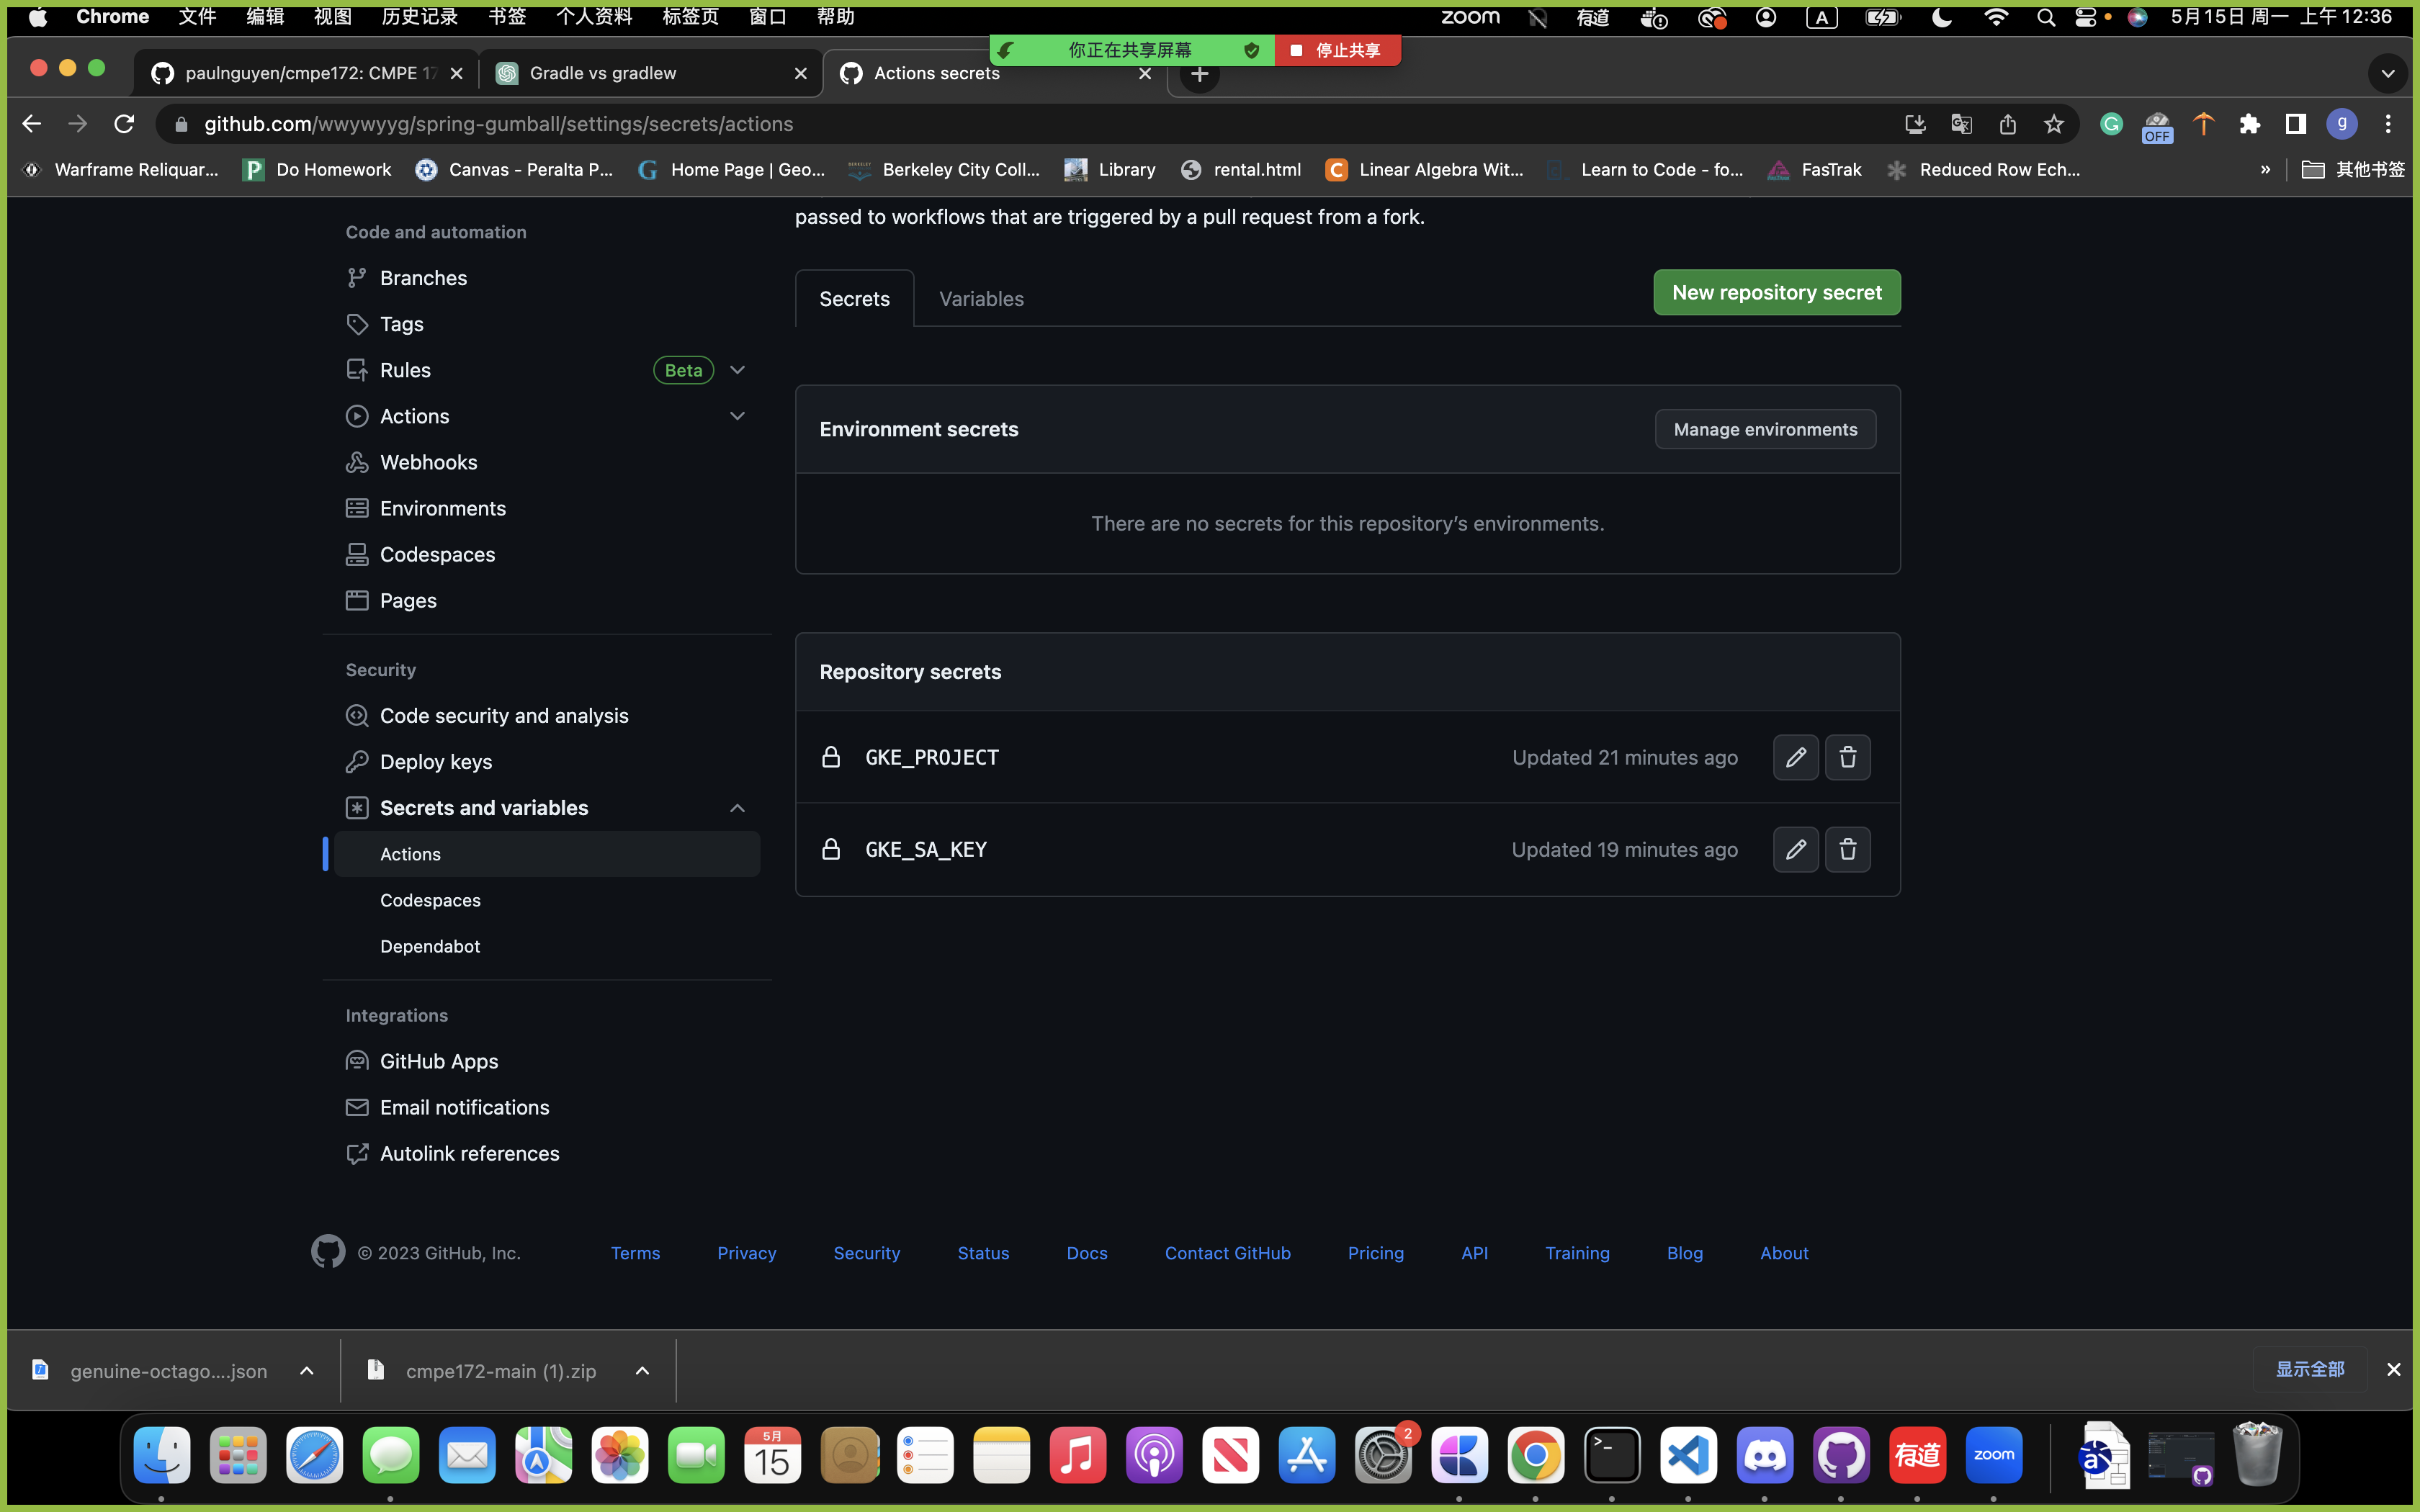 Chrome 文件 编辑 视图 历史记录 书签 个人资料 标签页 窗口 帮助 zoom 有道 A 5月15日 周一 上午 12:36
你正在共享屏幕 停止共享
paulnguyen/cmpe172: CMPE 17 Gradle vs gradlew Actions secrets
github.com/wwywyyg/spring-gumball/settings/secrets/actions OFF g
Warframe Reliquar... Do Homework Canvas - Peralta P... Home Page | Geo... Berkeley City Coll... Library rental.html Linear Algebra Wit... Learn to Code - fo... FasTrak Reduced Row Ech... » 其他书签
passed to workflows that are triggered by a pull request from a fork.
Code and automation
Branches
Tags
Rules Beta
Actions
Webhooks
Environments
Codespaces
Pages
Security
Code security and analysis
Deploy keys
Secrets and variables
Actions
Codespaces
Dependabot
Integrations
GitHub Apps
Email notifications
Autolink references
Secrets Variables New repository secret
Environment secrets Manage environments
There are no secrets for this repository’s environments.
Repository secrets
GKE_PROJECT Updated 21 minutes ago
GKE_SA_KEY Updated 19 minutes ago
© 2023 GitHub, Inc. Terms Privacy Security Status Docs Contact GitHub Pricing API Training Blog About
genuine-octago....json cmpe172-main (1).zip 显示全部
5月
15
2
有道
zoom